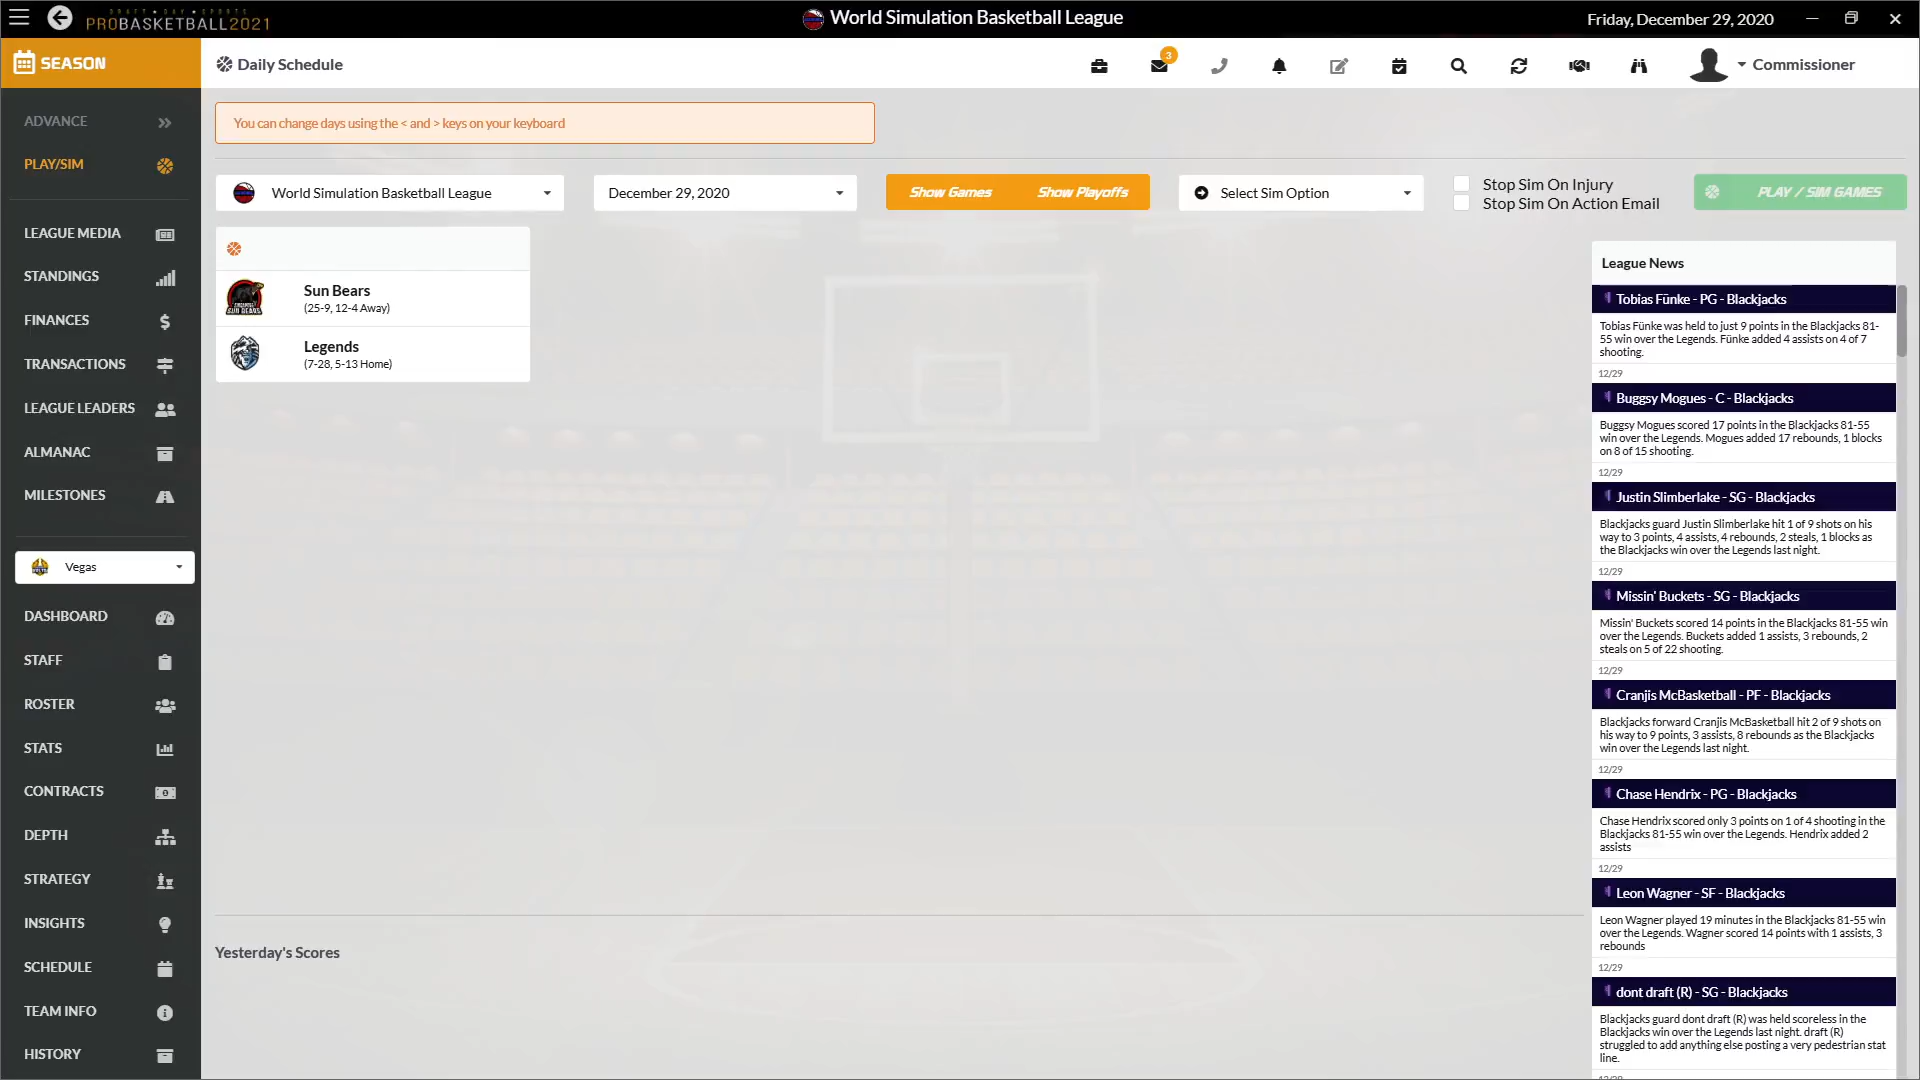 DRAFT DAY SPORTS
PROBASKETBALL2021
World Simulation Basketball League
Friday, December 29, 2020
SEASON
Daily Schedule
3
Commissioner
ADVANCE
PLAY/SIM
LEAGUE MEDIA
STANDINGS
FINANCES
TRANSACTIONS
LEAGUE LEADERS
ALMANAC
MILESTONES
Vegas
DASHBOARD
STAFF
ROSTER
STATS
CONTRACTS
DEPTH
STRATEGY
INSIGHTS
SCHEDULE
TEAM INFO
HISTORY
You can change days using the < and > keys on your keyboard
World Simulation Basketball League
December 29, 2020
Show Games
Show Playoffs
Select Sim Option
Stop Sim On Injury
Stop Sim On Action Email
PLAY / SIM GAMES
SUN BEARS
Sun Bears
(25-9, 12-4 Away)
Legends
(7-28, 5-13 Home)
Yesterday's Scores
League News
Tobias Fünke - PG - Blackjacks
Tobias Fünke was held to just 9 points in the Blackjacks 81-
55 win over the Legends. Fünke added 4 assists on 4 of 7
shooting.
12/29
Buggsy Mogues - C - Blackjacks
Buggsy Mogues scored 17 points in the Blackjacks 81-55
win over the Legends. Mogues added 17 rebounds, 1 blocks
on 8 of 15 shooting.
12/29
Justin Slimberlake - SG - Blackjacks
Blackjacks guard Justin Slimberlake hit 1 of 9 shots on his
way to 3 points, 4 assists, 4 rebounds, 2 steals, 1 blocks as
the Blackjacks win over the Legends last night.
12/29
Missin' Buckets - SG - Blackjacks
Missin' Buckets scored 14 points in the Blackjacks 81-55 win
over the Legends. Buckets added 1 assists, 3 rebounds, 2
steals on 5 of 22 shooting.
12/29
Cranjis McBasketball - PF - Blackjacks
Blackjacks forward Cranjis McBasketball hit 2 of 9 shots on
his way to 9 points, 3 assists, 8 rebounds as the Blackjacks
win over the Legends last night.
12/29
Chase Hendrix - PG - Blackjacks
Chase Hendrix scored only 3 points on 1 of 4 shooting in the
Blackjacks 81-55 win over the Legends. Hendrix added 2
assists
12/29
Leon Wagner - SF - Blackjacks
Leon Wagner played 19 minutes in the Blackjacks 81-55 win
over the Legends. Wagner scored 14 points with 1 assists, 3
rebounds
12/29
dont draft (R) - SG - Blackjacks
Blackjacks guard dont draft (R) was held scoreless in the
Blackjacks win over the Legends last night. draft (R)
struggled to add anything else posting a very pedestrian stat
line.